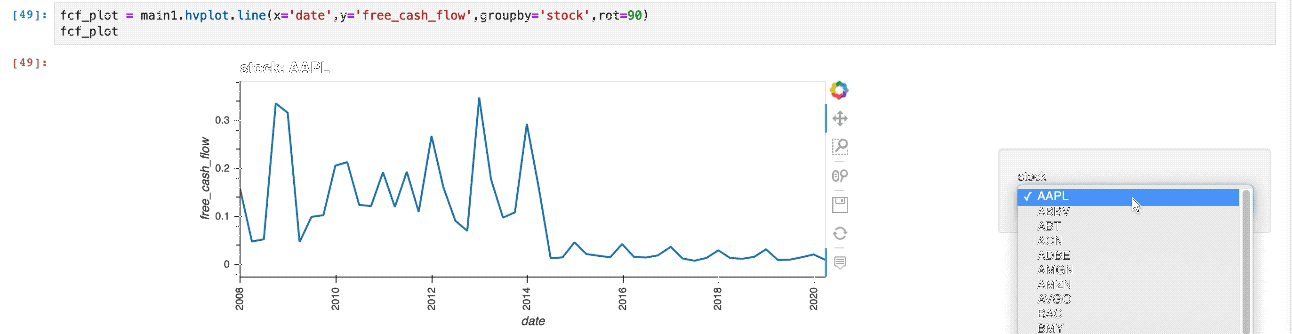 [49]: fcf_plot = main1.hvplot.line(x='date',y='free_cash_flow',groupby='stock',rot=90)
fcf_plot
[49]:
stock: AAPL
free_cash_flow
0.3
0.2
0.1
0
2008
2010
2012
2014
2016
2018
2020
date
stock
✓ AAPL
ABBV
ABT
ACN
ADBE
AMGN
AMZN
AVGO
BAC
BMY